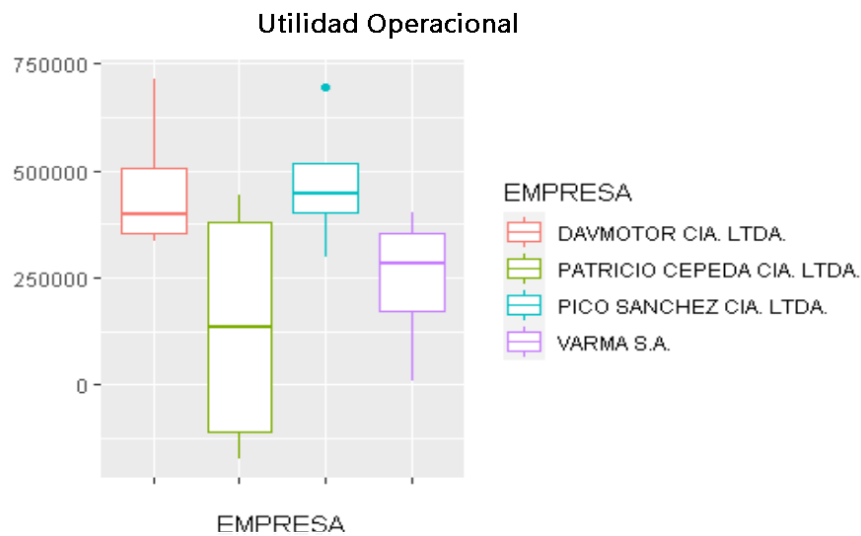 Utilidad Operacional
750000
500000
250000
0
EMPRESA
EMPRESA
DAVMOTOR CIA. LTDA.
PATRICIO CEPEDA CIA. LTDA.
PICO SANCHEZ CIA. LTDA.
VARMA S.A.